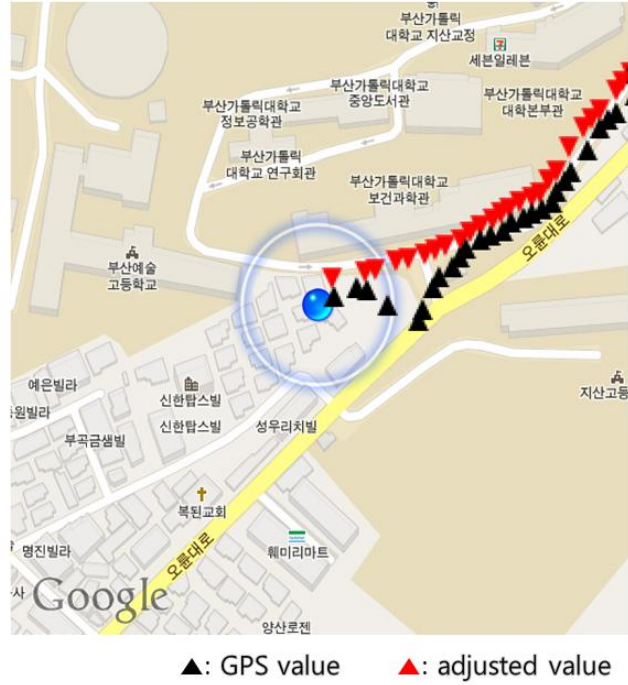 부산가톨릭
대학교 지산교정
세븐일레븐
부산가톨릭대학교
중앙도서관
부산가톨릭대학교
정보공학관
부산가톨릭대학교
대학본부관
부산가톨릭
대학교 연구회관
부산가톨릭대학교
보건과학관
오륜대로
부산예술
고등학교
예은빌라
신한탑스빌
지산고등
원빌라
신한탑스빌
성우리치빌
부곡금샘빌
복된교회
명진빌라
오륜대로
훼미리마트
사
Google
양산로젠
▲: GPS value ▲: adjusted value